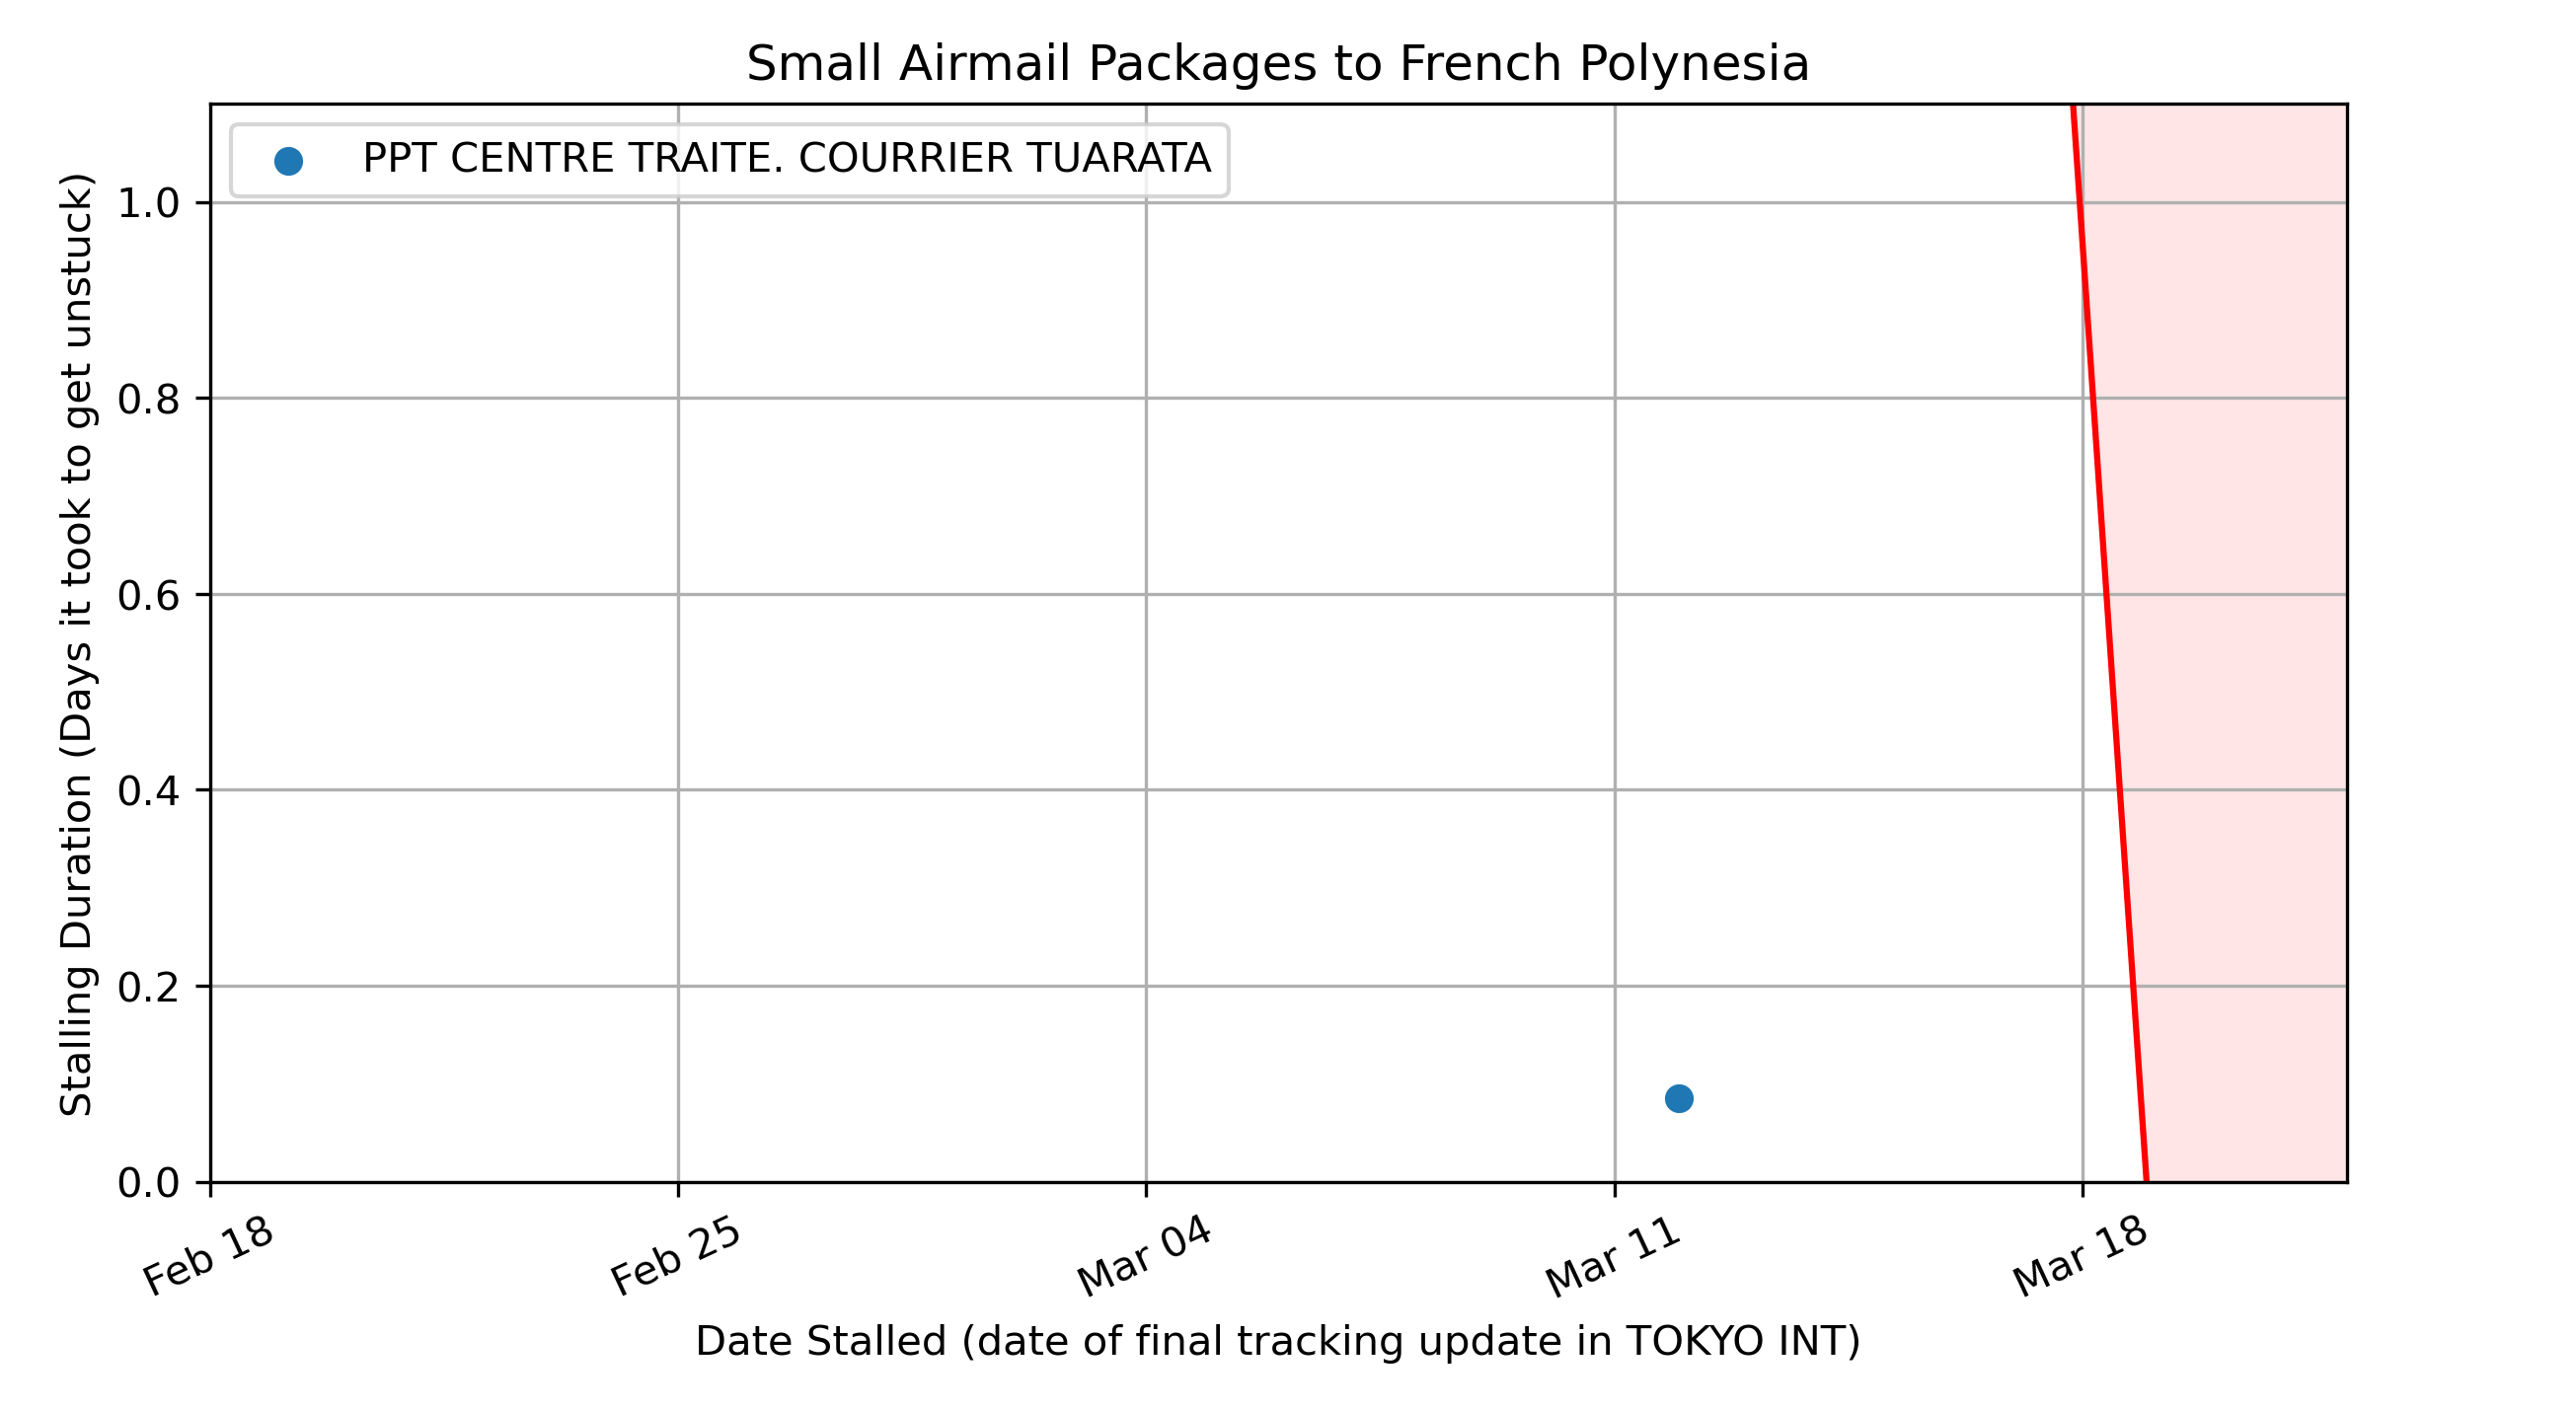 Small Airmail Packages to French Polynesia
PPT CENTRE TRAITE. COURRIER TUARATA
Stalling Duration (Days it took to get unstuck)
1.0
0.8
0.6
0.4
0.2
0.0
Feb 18
Feb 25
Mar 04
Mar 11
Mar 18
Date Stalled (date of final tracking update in TOKYO INT)